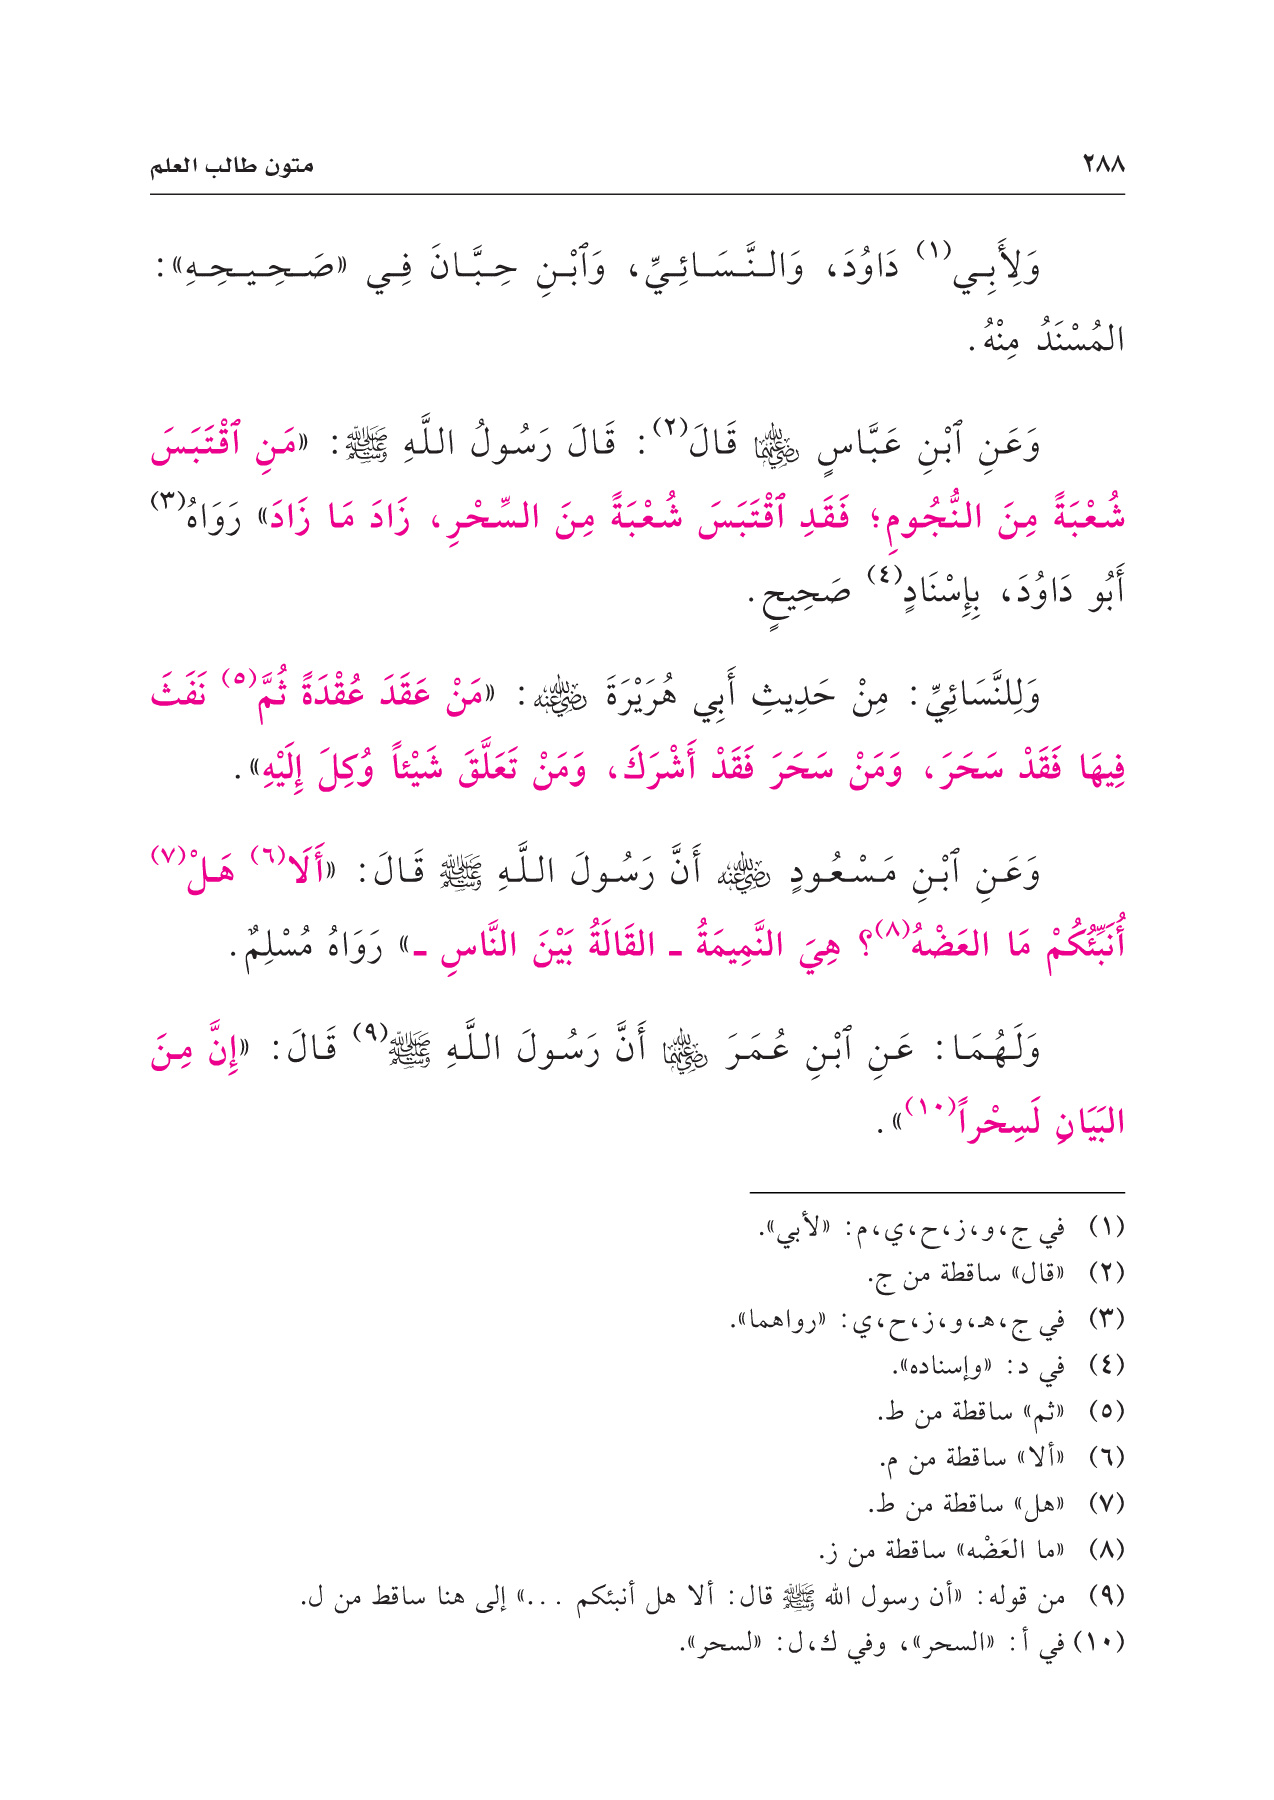 ٢٨٨ متون طالب العلم
وَلِأَبِي(١) دَاوُدَ، وَالنَّسَائِيِّ، وَٱبْنِ حِبَّانَ فِي «صَحِيحِهِ»:
المُسْنَدُ مِنْهُ.
وَعَنِ ٱبْنِ عَبَّاسٍ رضي الله عنهما قَالَ(٢): قَالَ رَسُولُ اللَّهِ ﷺ: «مَنِ ٱقْتَبَسَ
شُعْبَةً مِنَ النُّجُومِ؛ فَقَدِ ٱقْتَبَسَ شُعْبَةً مِنَ السِّحْرِ، زَادَ مَا زَادَ» رَوَاهُ(٣)
أَبُو دَاوُدَ، بِإِسْنَادٍ(٤) صَحِيحٍ.
وَلِلنَّسَائِيِّ: مِنْ حَدِيثِ أَبِي هُرَيْرَةَ رضي الله عنه: «مَنْ عَقَدَ عُقْدَةً ثُمَّ(٥) نَفَثَ
فِيهَا فَقَدْ سَحَرَ، وَمَنْ سَحَرَ فَقَدْ أَشْرَكَ، وَمَنْ تَعَلَّقَ شَيْئاً وُكِلَ إِلَيْهِ».
وَعَنِ ٱبْنِ مَسْعُودٍ رضي الله عنه أَنَّ رَسُولَ اللَّهِ ﷺ قَالَ: «أَلَا(٦) هَلْ(٧)
أُنَبِّئُكُمْ مَا العَضْهُ(٨)؟ هِيَ النَّمِيمَةُ ـ القَالَةُ بَيْنَ النَّاسِ ـ» رَوَاهُ مُسْلِمٌ.
وَلَهُمَا: عَنِ ٱبْنِ عُمَرَ رضي الله عنهما أَنَّ رَسُولَ اللَّهِ ﷺ(٩) قَالَ: «إِنَّ مِنَ
البَيَانِ لَسِحْراً(١٠)».
(١) في ج، و، ز، ح، ي، م: «لأبي».
(٢) «قال» ساقطة من ج.
(٣) في ج، هـ، و، ز، ح، ي: «رواهما».
(٤) في د: «وإسناده».
(٥) «ثم» ساقطة من ط.
(٦) «ألا» ساقطة من م.
(٧) «هل» ساقطة من ط.
(٨) «ما العَضْه» ساقطة من ز.
(٩) من قوله: «أن رسول الله ﷺ قال: ألا هل أنبئكم ...» إلى هنا ساقط من ل.
(١٠) في أ: «السحر»، وفي ك، ل: «لسحر».